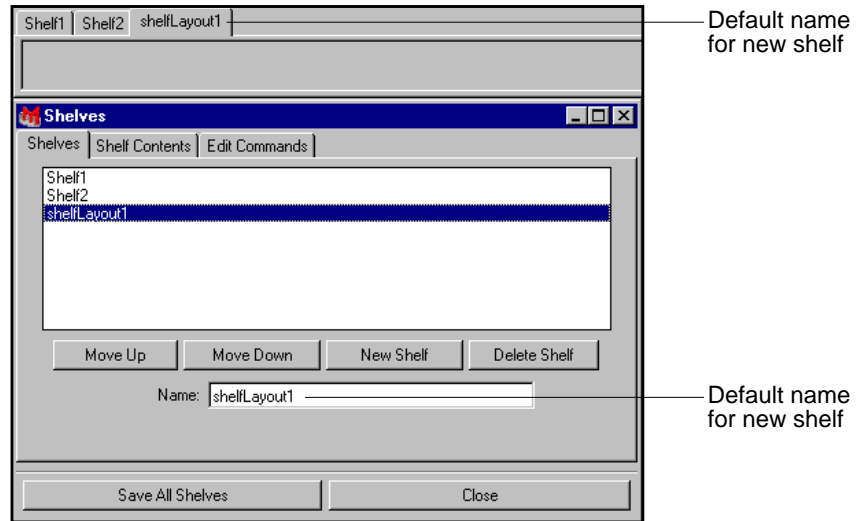 Shelf1 Shelf2 shelfLayout1
Default name
for new shelf
Shelves
Shelves Shelf Contents Edit Commands
Shelf1
Shelf2
shelfLayout1
Move Up Move Down New Shelf Delete Shelf
Name: shelfLayout1
Default name
for new shelf
Save All Shelves Close